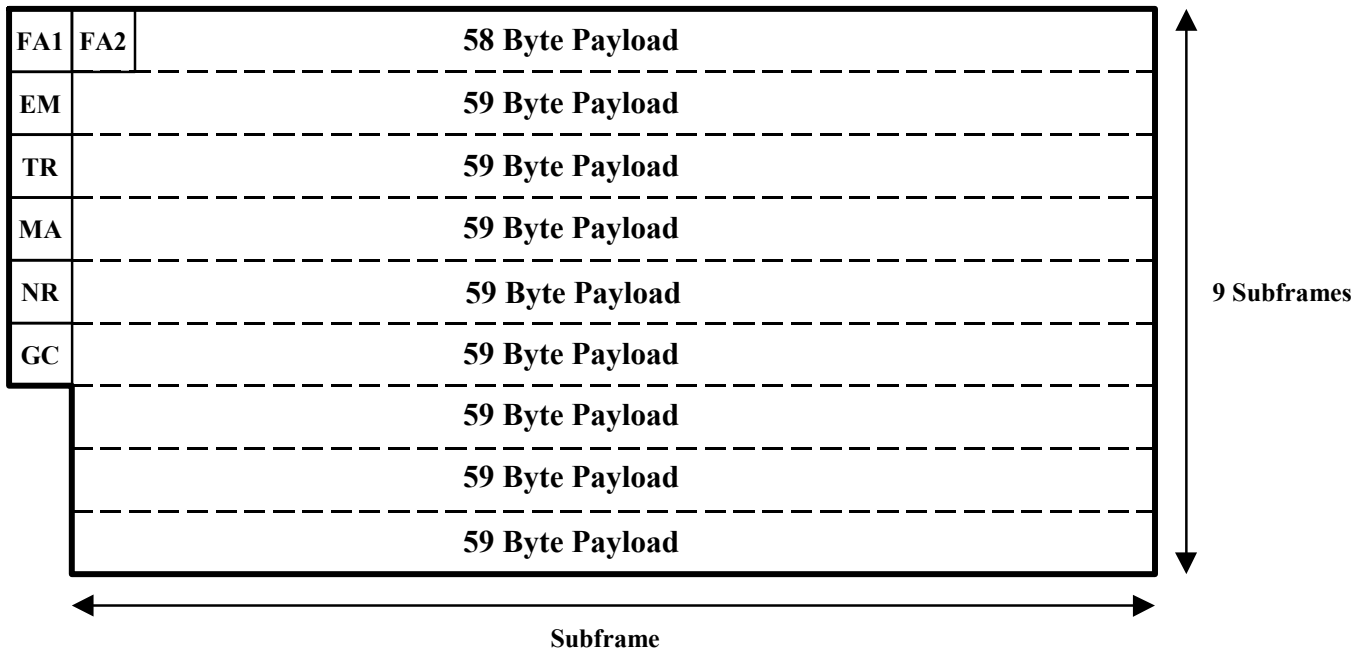 FA1 FA2 58 Byte Payload
EM 59 Byte Payload
TR 59 Byte Payload
MA 59 Byte Payload
NR 59 Byte Payload
9 Subframes
GC 59 Byte Payload
59 Byte Payload
59 Byte Payload
59 Byte Payload
Subframe